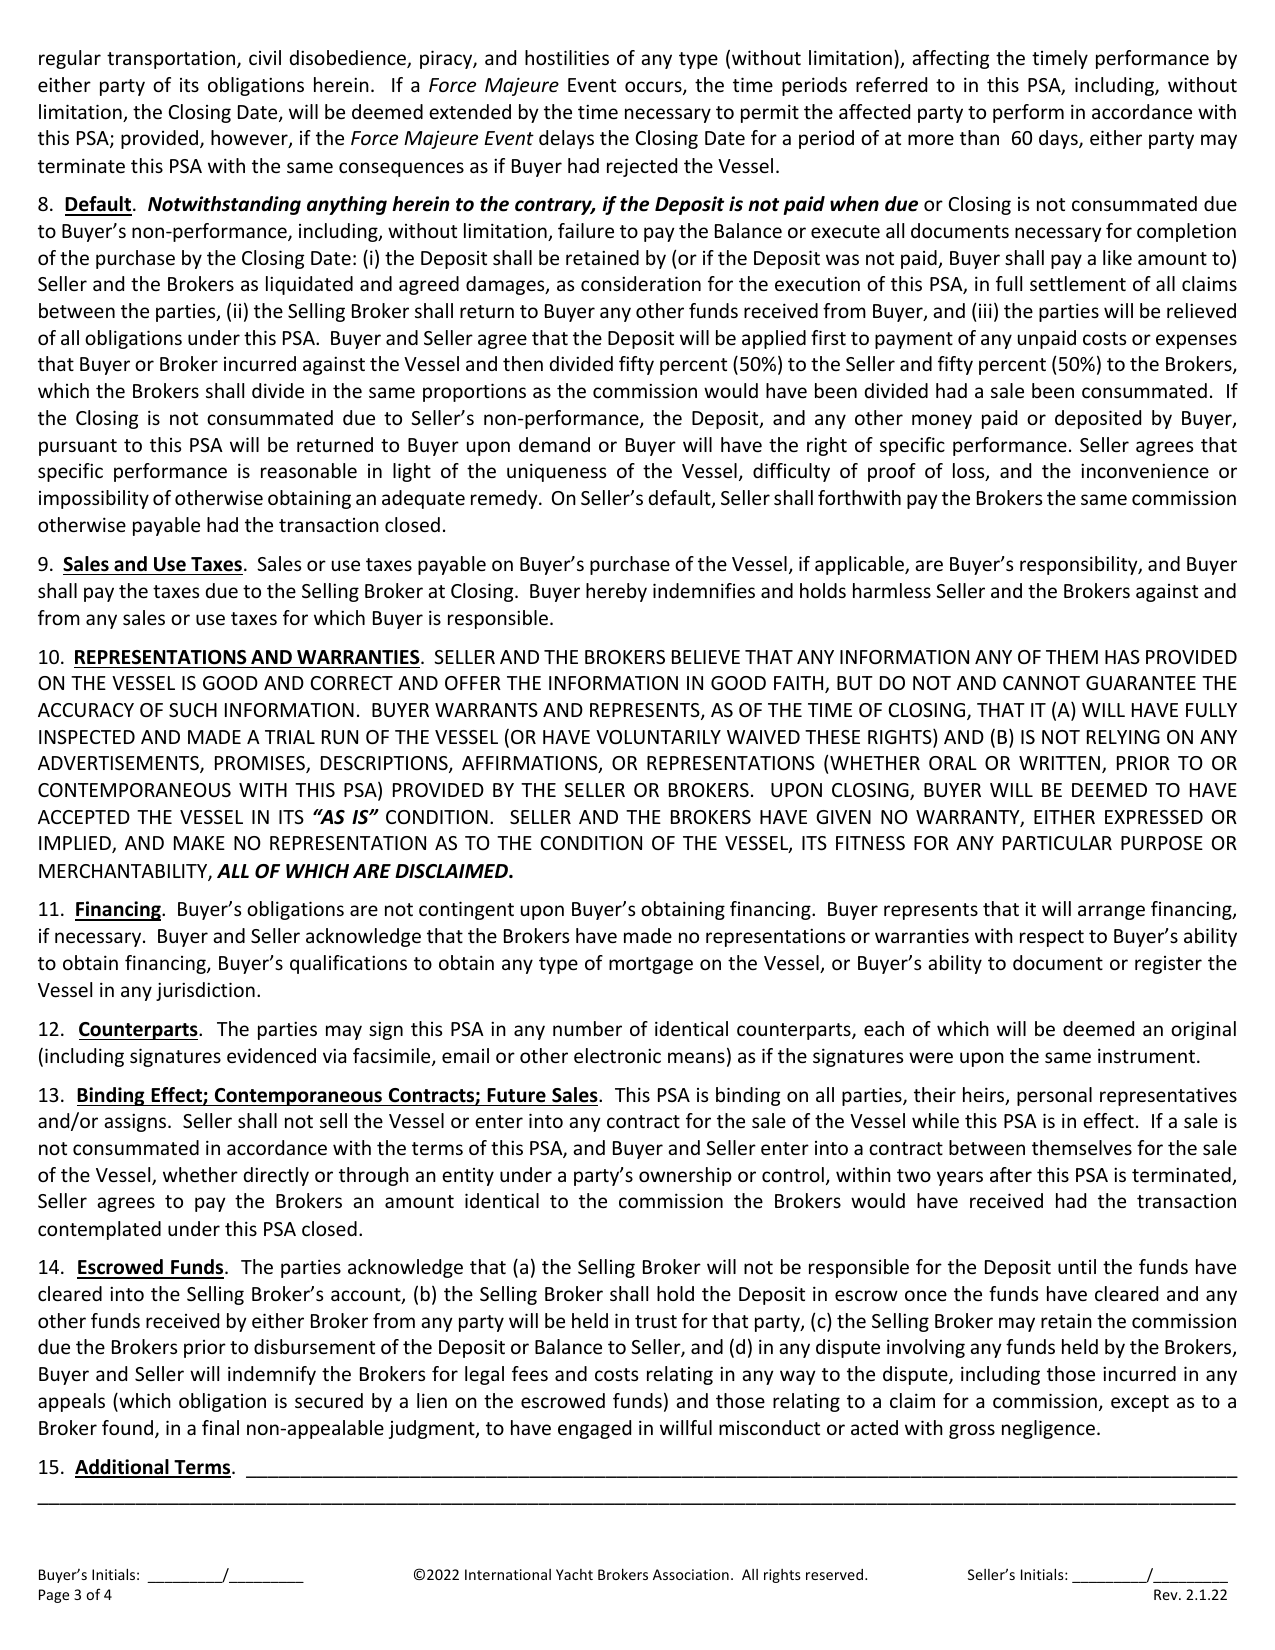 regular transportation, civil disobedience, piracy, and hostilities of any type (without limitation), affecting the timely performance by
either party of its obligations herein. If a Force Majeure Event occurs, the time periods referred to in this PSA, including, without
limitation, the Closing Date, will be deemed extended by the time necessary to permit the affected party to perform in accordance with
this PSA; provided, however, if the Force Majeure Event delays the Closing Date for a period of at more than 60 days, either party may
terminate this PSA with the same consequences as if Buyer had rejected the Vessel.
8. Default. Notwithstanding anything herein to the contrary, if the Deposit is not paid when due or Closing is not consummated due
to Buyer’s non-performance, including, without limitation, failure to pay the Balance or execute all documents necessary for completion
of the purchase by the Closing Date: (i) the Deposit shall be retained by (or if the Deposit was not paid, Buyer shall pay a like amount to)
Seller and the Brokers as liquidated and agreed damages, as consideration for the execution of this PSA, in full settlement of all claims
between the parties, (ii) the Selling Broker shall return to Buyer any other funds received from Buyer, and (iii) the parties will be relieved
of all obligations under this PSA. Buyer and Seller agree that the Deposit will be applied first to payment of any unpaid costs or expenses
that Buyer or Broker incurred against the Vessel and then divided fifty percent (50%) to the Seller and fifty percent (50%) to the Brokers,
which the Brokers shall divide in the same proportions as the commission would have been divided had a sale been consummated. If
the Closing is not consummated due to Seller’s non-performance, the Deposit, and any other money paid or deposited by Buyer,
pursuant to this PSA will be returned to Buyer upon demand or Buyer will have the right of specific performance. Seller agrees that
specific performance is reasonable in light of the uniqueness of the Vessel, difficulty of proof of loss, and the inconvenience or
impossibility of otherwise obtaining an adequate remedy. On Seller’s default, Seller shall forthwith pay the Brokers the same commission
otherwise payable had the transaction closed.
9. Sales and Use Taxes. Sales or use taxes payable on Buyer’s purchase of the Vessel, if applicable, are Buyer’s responsibility, and Buyer
shall pay the taxes due to the Selling Broker at Closing. Buyer hereby indemnifies and holds harmless Seller and the Brokers against and
from any sales or use taxes for which Buyer is responsible.
10. REPRESENTATIONS AND WARRANTIES. SELLER AND THE BROKERS BELIEVE THAT ANY INFORMATION ANY OF THEM HAS PROVIDED
ON THE VESSEL IS GOOD AND CORRECT AND OFFER THE INFORMATION IN GOOD FAITH, BUT DO NOT AND CANNOT GUARANTEE THE
ACCURACY OF SUCH INFORMATION. BUYER WARRANTS AND REPRESENTS, AS OF THE TIME OF CLOSING, THAT IT (A) WILL HAVE FULLY
INSPECTED AND MADE A TRIAL RUN OF THE VESSEL (OR HAVE VOLUNTARILY WAIVED THESE RIGHTS) AND (B) IS NOT RELYING ON ANY
ADVERTISEMENTS, PROMISES, DESCRIPTIONS, AFFIRMATIONS, OR REPRESENTATIONS (WHETHER ORAL OR WRITTEN, PRIOR TO OR
CONTEMPORANEOUS WITH THIS PSA) PROVIDED BY THE SELLER OR BROKERS. UPON CLOSING, BUYER WILL BE DEEMED TO HAVE
ACCEPTED THE VESSEL IN ITS “AS IS” CONDITION. SELLER AND THE BROKERS HAVE GIVEN NO WARRANTY, EITHER EXPRESSED OR
IMPLIED, AND MAKE NO REPRESENTATION AS TO THE CONDITION OF THE VESSEL, ITS FITNESS FOR ANY PARTICULAR PURPOSE OR
MERCHANTABILITY, ALL OF WHICH ARE DISCLAIMED.
11. Financing. Buyer’s obligations are not contingent upon Buyer’s obtaining financing. Buyer represents that it will arrange financing,
if necessary. Buyer and Seller acknowledge that the Brokers have made no representations or warranties with respect to Buyer’s ability
to obtain financing, Buyer’s qualifications to obtain any type of mortgage on the Vessel, or Buyer’s ability to document or register the
Vessel in any jurisdiction.
12. Counterparts. The parties may sign this PSA in any number of identical counterparts, each of which will be deemed an original
(including signatures evidenced via facsimile, email or other electronic means) as if the signatures were upon the same instrument.
13. Binding Effect; Contemporaneous Contracts; Future Sales. This PSA is binding on all parties, their heirs, personal representatives
and/or assigns. Seller shall not sell the Vessel or enter into any contract for the sale of the Vessel while this PSA is in effect. If a sale is
not consummated in accordance with the terms of this PSA, and Buyer and Seller enter into a contract between themselves for the sale
of the Vessel, whether directly or through an entity under a party’s ownership or control, within two years after this PSA is terminated,
Seller agrees to pay the Brokers an amount identical to the commission the Brokers would have received had the transaction
contemplated under this PSA closed.
14. Escrowed Funds. The parties acknowledge that (a) the Selling Broker will not be responsible for the Deposit until the funds have
cleared into the Selling Broker’s account, (b) the Selling Broker shall hold the Deposit in escrow once the funds have cleared and any
other funds received by either Broker from any party will be held in trust for that party, (c) the Selling Broker may retain the commission
due the Brokers prior to disbursement of the Deposit or Balance to Seller, and (d) in any dispute involving any funds held by the Brokers,
Buyer and Seller will indemnify the Brokers for legal fees and costs relating in any way to the dispute, including those incurred in any
appeals (which obligation is secured by a lien on the escrowed funds) and those relating to a claim for a commission, except as to a
Broker found, in a final non-appealable judgment, to have engaged in willful misconduct or acted with gross negligence.
15. Additional Terms. ____________________
____________________
Buyer’s Initials: _________/_________ ©2022 International Yacht Brokers Association. All rights reserved. Seller’s Initials: _________/_________
Page 3 of 4 Rev. 2.1.22